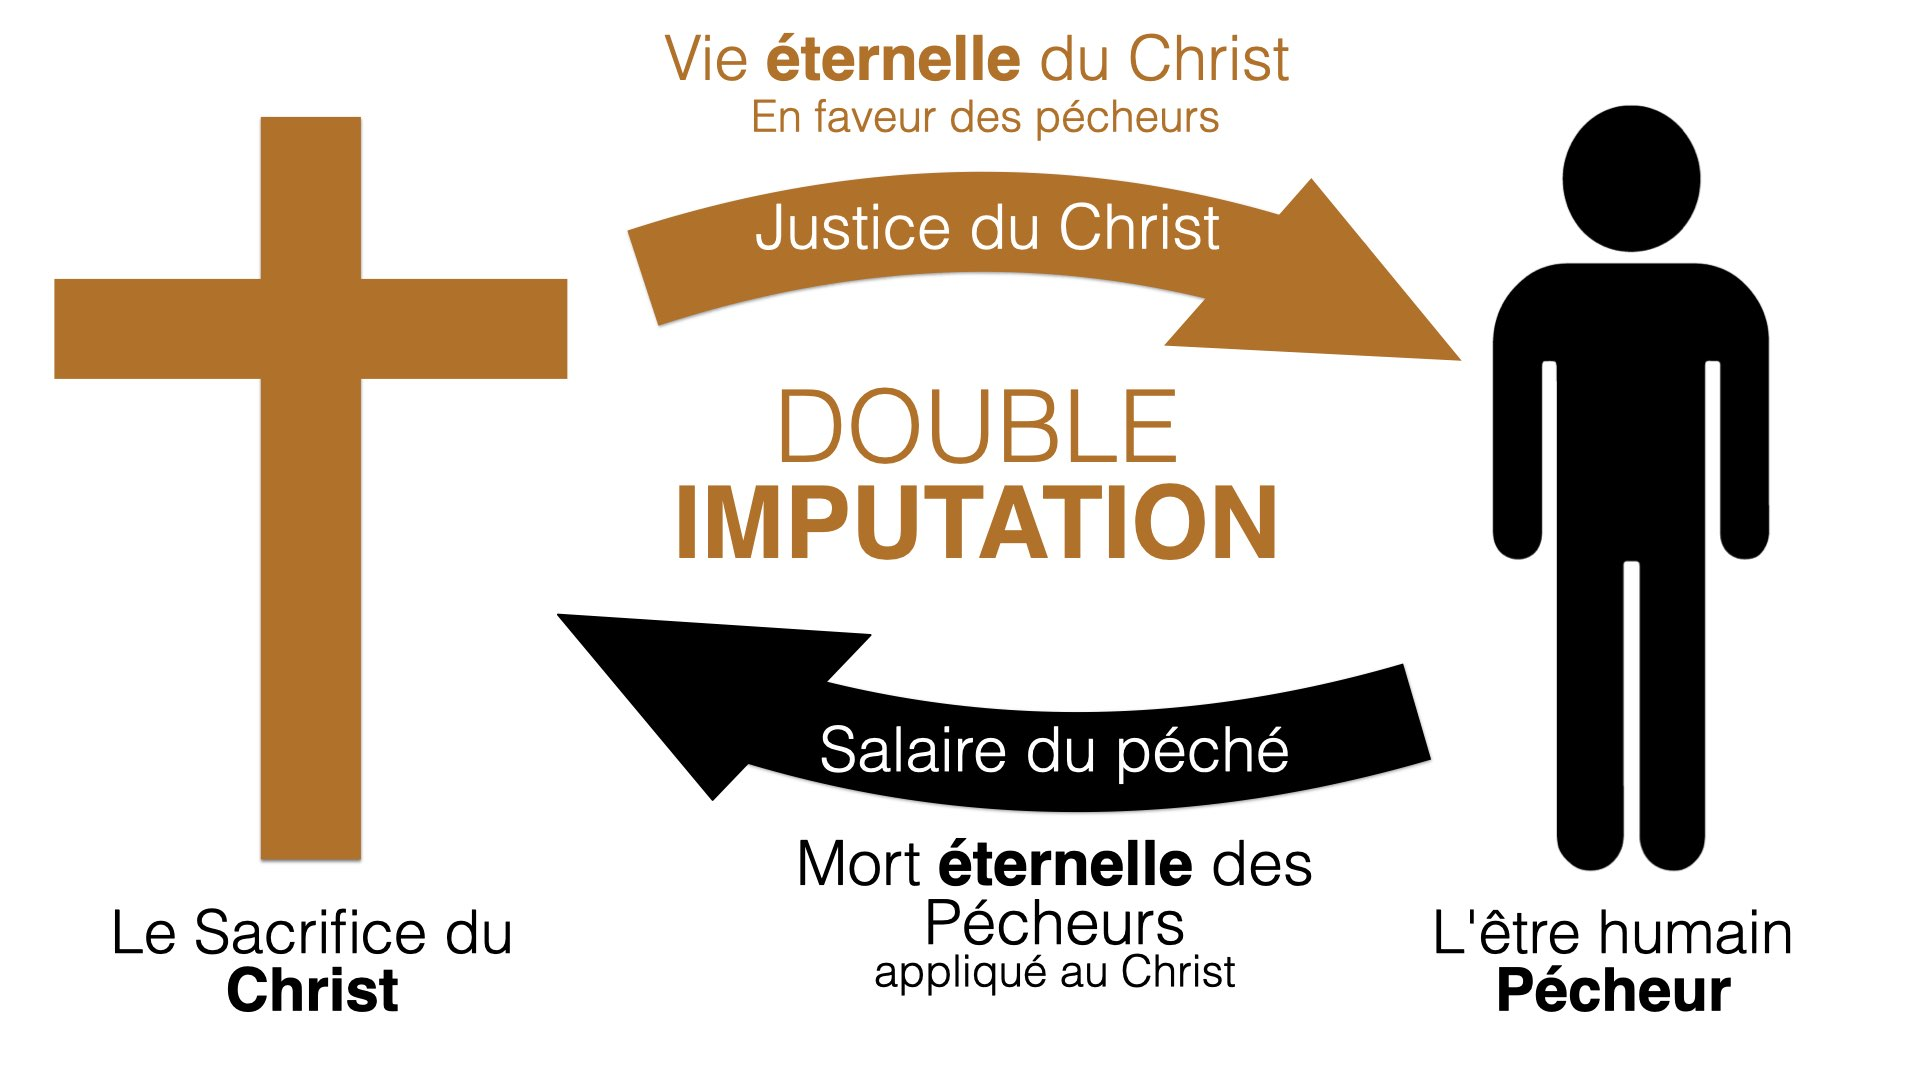 Vie éternelle du Christ
En faveur des pécheurs
Justice du Christ
DOUBLE
IMPUTATION
Salaire du péché
Mort éternelle des
Pécheurs
appliqué au Christ
Le Sacrifice du
Christ
L'être humain
Pécheur